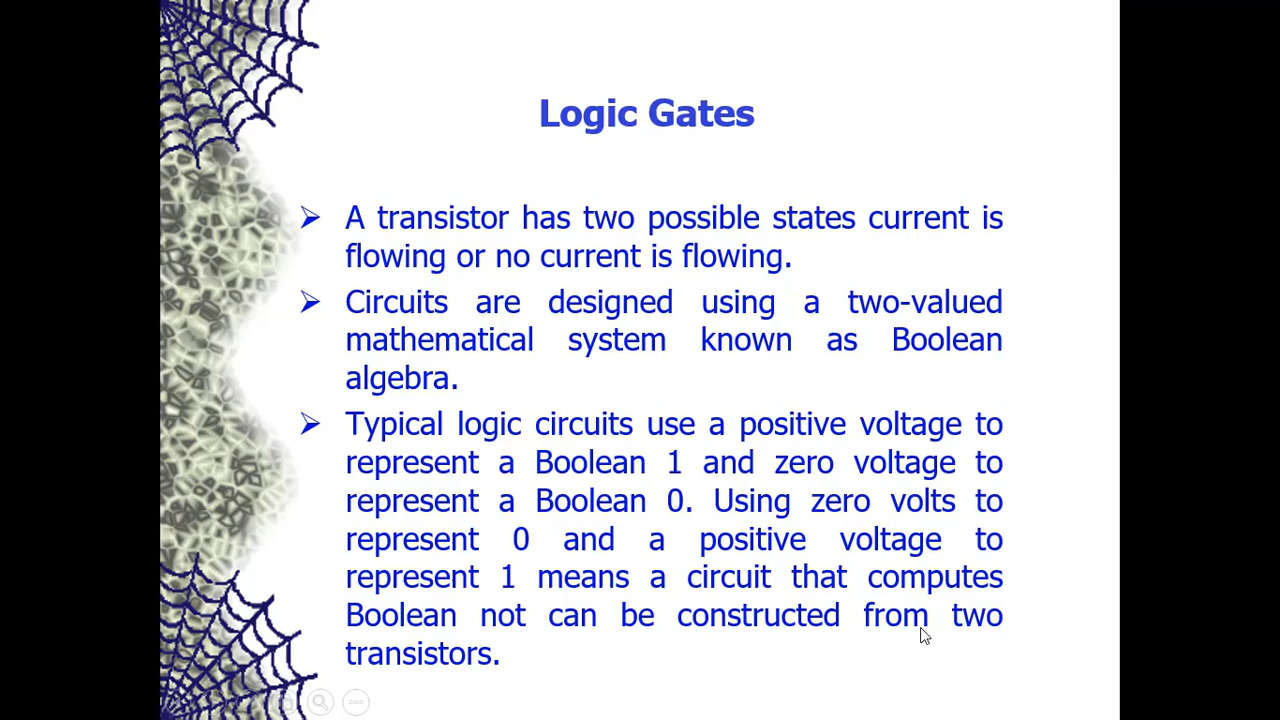 Logic Gates
A transistor has two possible states current is
flowing or no current is flowing.
Circuits are designed using a two-valued
mathematical system known as Boolean
algebra.
Typical logic circuits use a positive voltage to
represent a Boolean 1 and zero voltage to
represent a Boolean 0. Using zero volts to
represent 0 and a positive voltage to
represent 1 means a circuit that computes
Boolean not can be constructed from two
transistors.